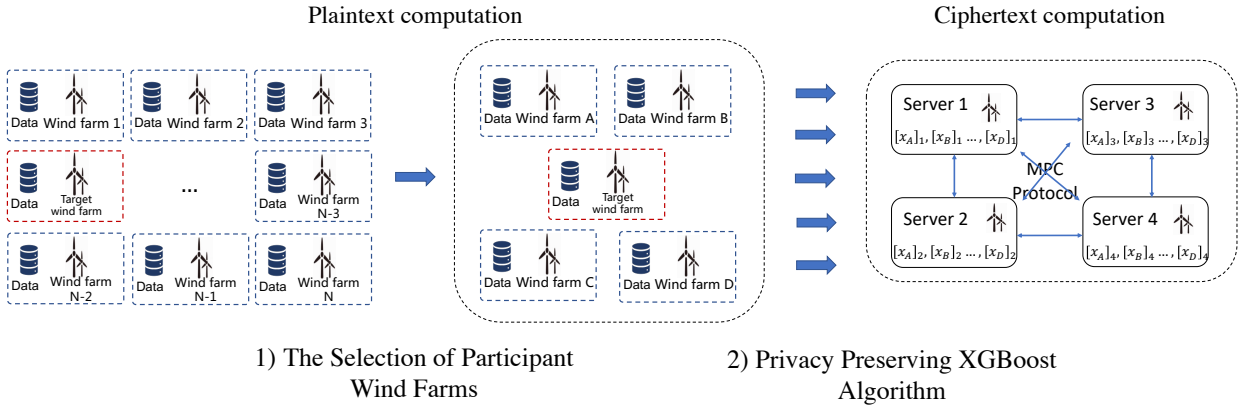 Plaintext computation
Ciphertext computation
Data Wind farm 1
Data Wind farm 2
Data Wind farm 3
Data Target
wind farm
...
Data Wind farm
N-3
Data Wind farm
N-2
Data Wind farm
N-1
Data Wind farm
N
Data Wind farm A
Data Wind farm B
Data Target
wind farm
Data Wind farm C
Data Wind farm D
Server 1
[x_A]_1, [x_B]_1 ..., [x_D]_1
Server 3
[x_A]_3, [x_B]_3 ..., [x_D]_3
MPC
Protocol
Server 2
[x_A]_2, [x_B]_2 ..., [x_D]_2
Server 4
[x_A]_4, [x_B]_4 ..., [x_D]_4
1) The Selection of Participant
Wind Farms
2) Privacy Preserving XGBoost
Algorithm